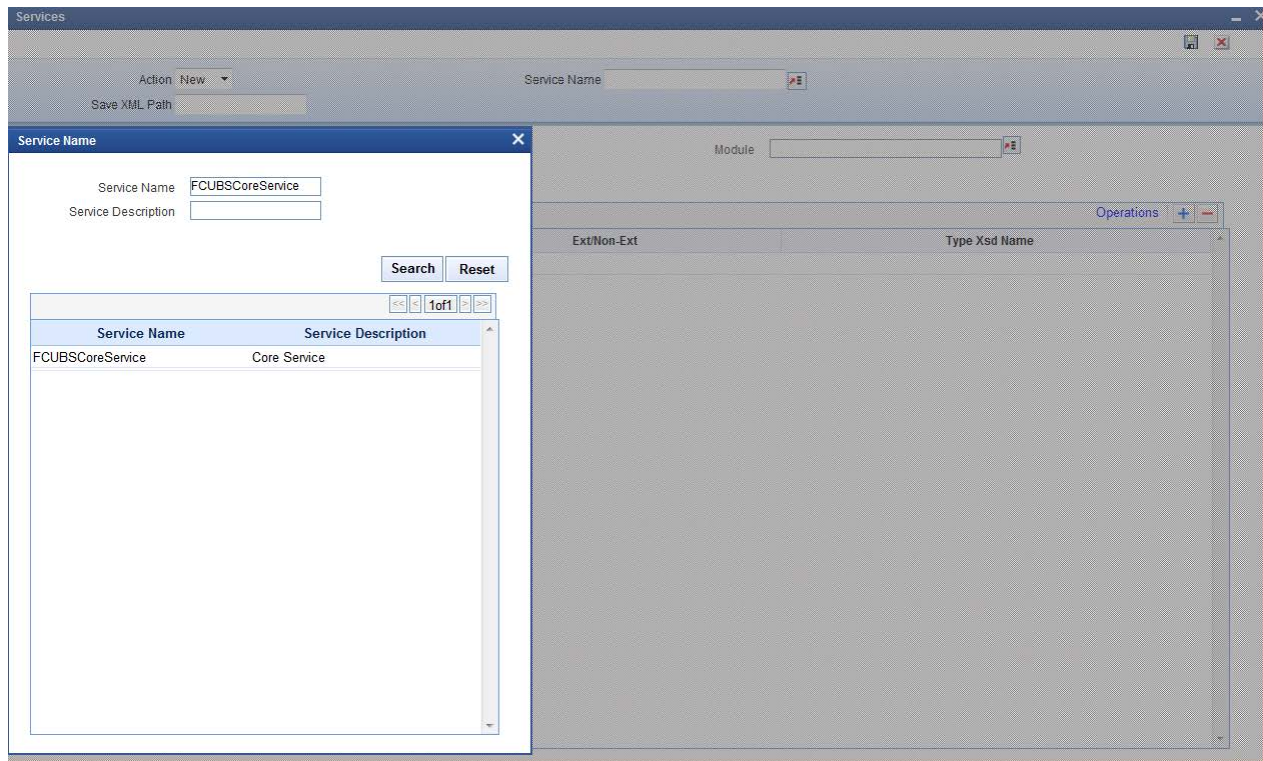 Services
Action New Service Name
Save XML Path
Service Name
Module
Service Name FCUBSCoreService
Service Description
Operations
Ext/Non-Ext Type Xsd Name
Search Reset
<< < 1of1 > >>
Service Name Service Description
FCUBSCoreService Core Service